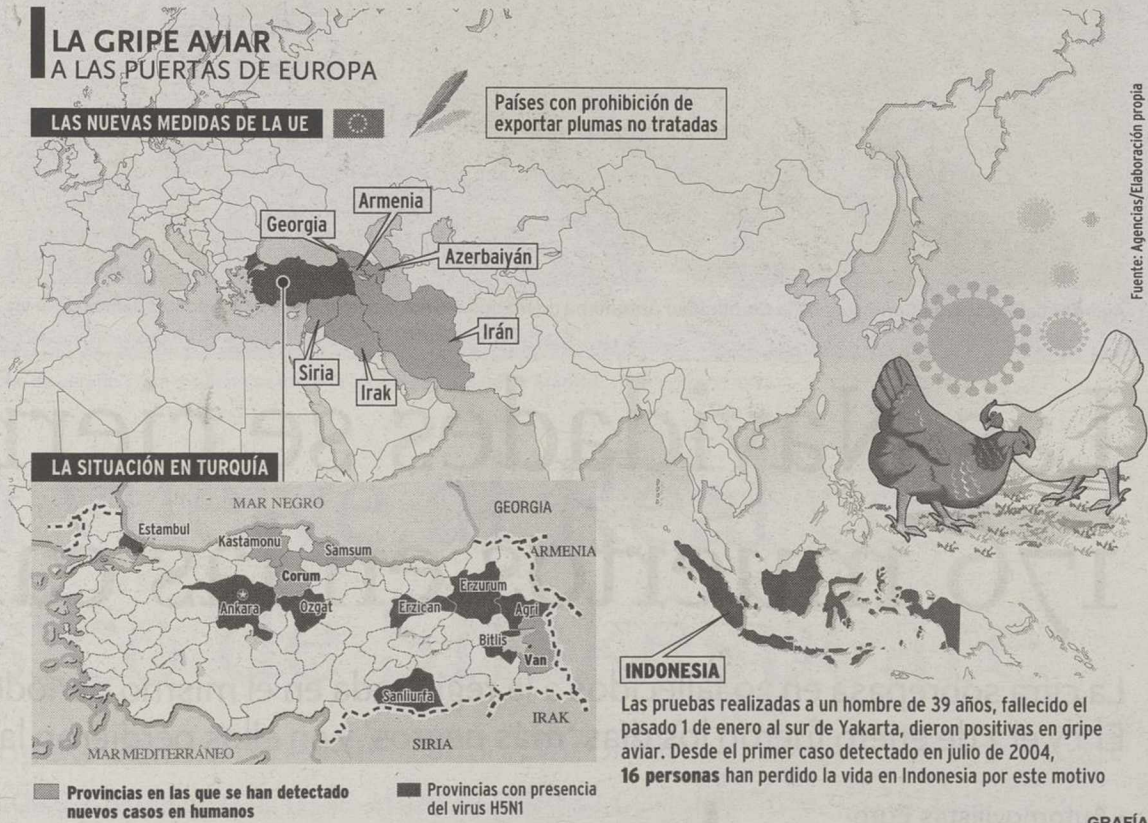 LA GRIPE AVIAR
A LAS PUERTAS DE EUROPA
LAS NUEVAS MEDIDAS DE LA UE
Países con prohibición de
exportar plumas no tratadas
Fuente: Agencias/Elaboración propia
Armenia
Georgia
Azerbaiyán
Irán
Siria
Irak
LA SITUACIÓN EN TURQUÍA
MAR NEGRO
GEORGIA
Estambul
Kastamonu
Samsum
ARMENIA
Corum
Erzurum
Ankara
Ozgat
Erzican
Agri
Bitlis
Van
Sanliurfa
IRAK
SIRIA
MAR MEDITERRÁNEO
Provincias en las que se han detectado
nuevos casos en humanos
Provincias con presencia
del virus H5N1
INDONESIA
Las pruebas realizadas a un hombre de 39 años, fallecido el
pasado 1 de enero al sur de Yakarta, dieron positivas en gripe
aviar. Desde el primer caso detectado en julio de 2004,
16 personas han perdido la vida en Indonesia por este motivo
GRAFÍA